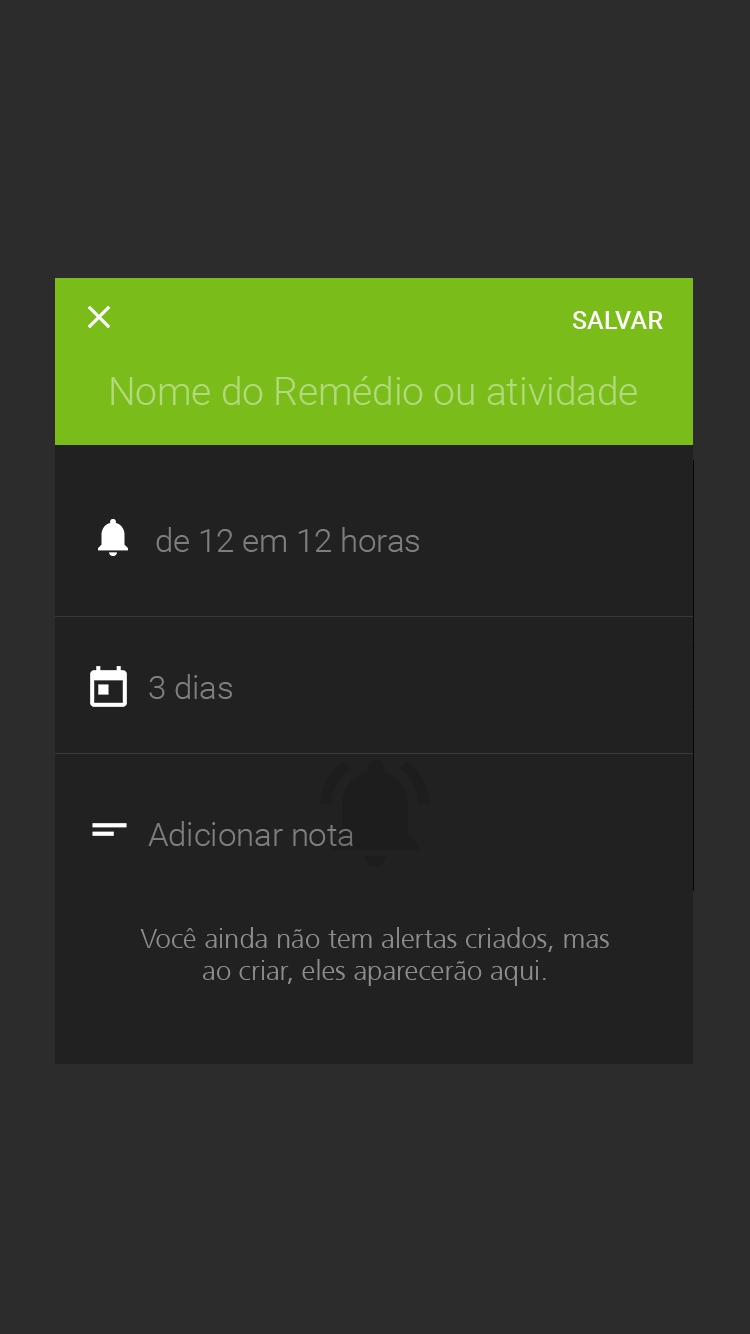 SALVAR
Nome do Remédio ou atividade
de 12 em 12 horas
3 dias
Adicionar nota
Você ainda não tem alertas criados, mas
ao criar, eles aparecerão aqui.